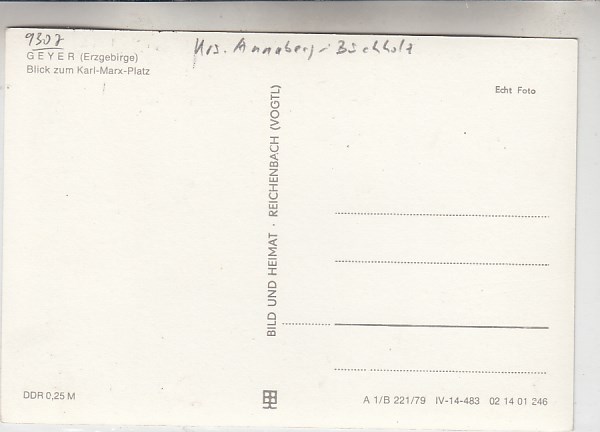 9307
Krs. Annaberg-Buchholz
GEYER (Erzgebirge)
Blick zum Karl-Marx-Platz
Echt Foto
BILD UND HEIMAT · REICHENBACH (VOGTL)
DDR 0,25 M
A 1/B 221/79 IV-14-483 02 14 01 246